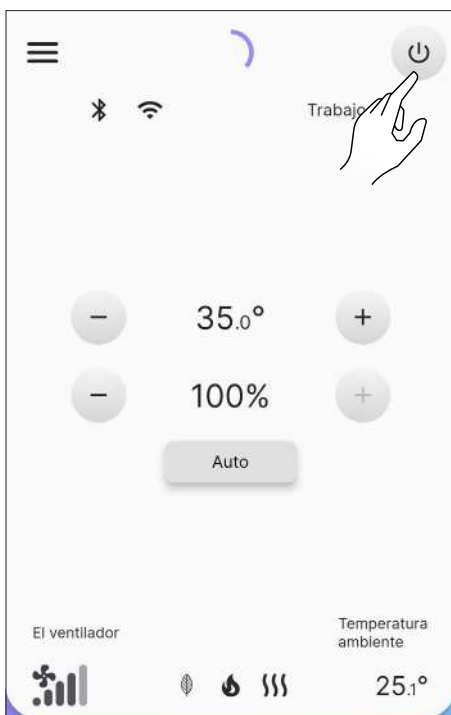 Trabajo
35.0°
100%
Auto
El ventilador
Temperatura
ambiente
25.1°